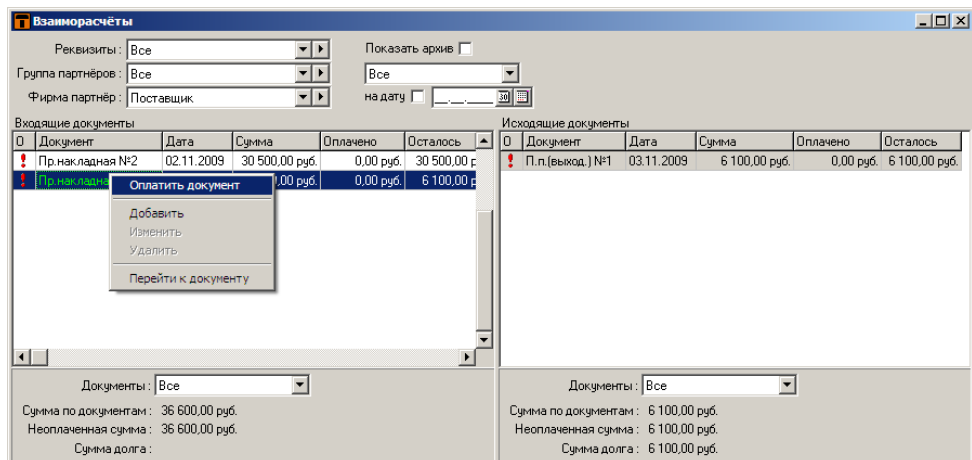 Взаиморасчёты
Реквизиты : Все Показать архив
Группа партнёров : Все Все
Фирма партнёр : Поставщик на дату __.__.____ 30
Входящие документы Исходящие документы
0 Документ Дата Сумма Оплачено Осталось 0 Документ Дата Сумма Оплачено Осталось
Пр.накладная №2 02.11.2009 30 500,00 руб. 0,00 руб. 30 500,00 р П.п.(выход.) №1 03.11.2009 6 100,00 руб. 0,00 руб. 6 100,00 руб.
Пр.накладна ,00 руб. 0,00 руб. 6 100,00 р
Оплатить документ
Добавить
Изменить
Удалить
Перейти к документу
Документы : Все Документы : Все
Сумма по документам : 36 600,00 руб. Сумма по документам : 6 100,00 руб.
Неоплаченная сумма : 36 600,00 руб. Неоплаченная сумма : 6 100,00 руб.
Сумма долга : Сумма долга : 6 100,00 руб.